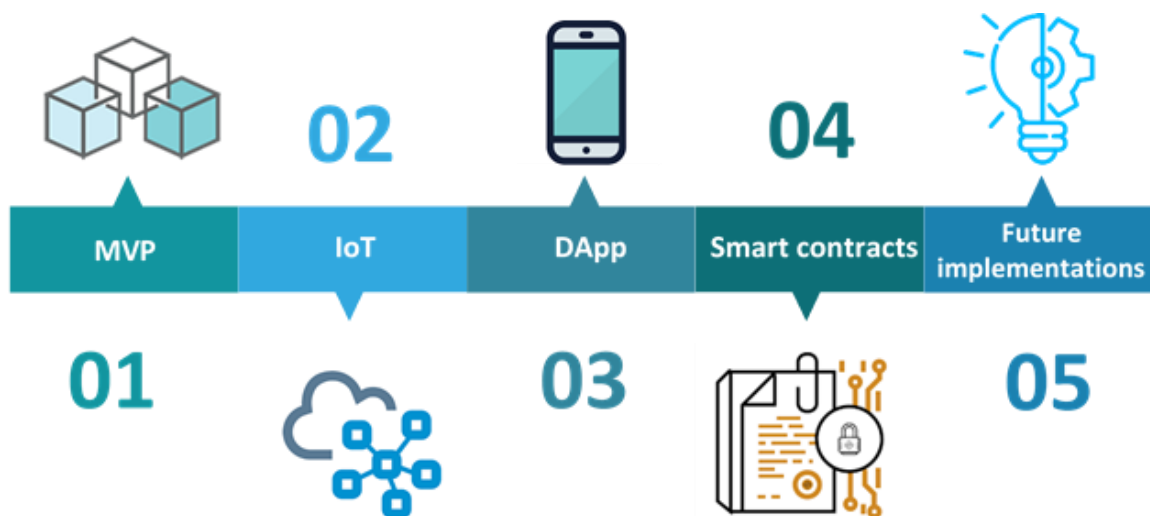 02
04
MVP
IoT
DApp
Smart contracts
Future
implementations
01
03
05